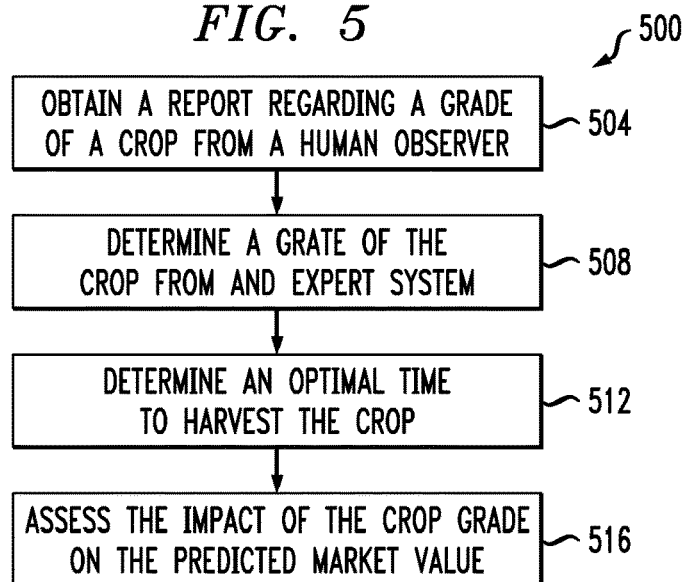 FIG. 5
500
OBTAIN A REPORT REGARDING A GRADE
OF A CROP FROM A HUMAN OBSERVER
504
DETERMINE A GRATE OF THE
CROP FROM AND EXPERT SYSTEM
508
DETERMINE AN OPTIMAL TIME
TO HARVEST THE CROP
512
ASSESS THE IMPACT OF THE CROP GRADE
ON THE PREDICTED MARKET VALUE
516